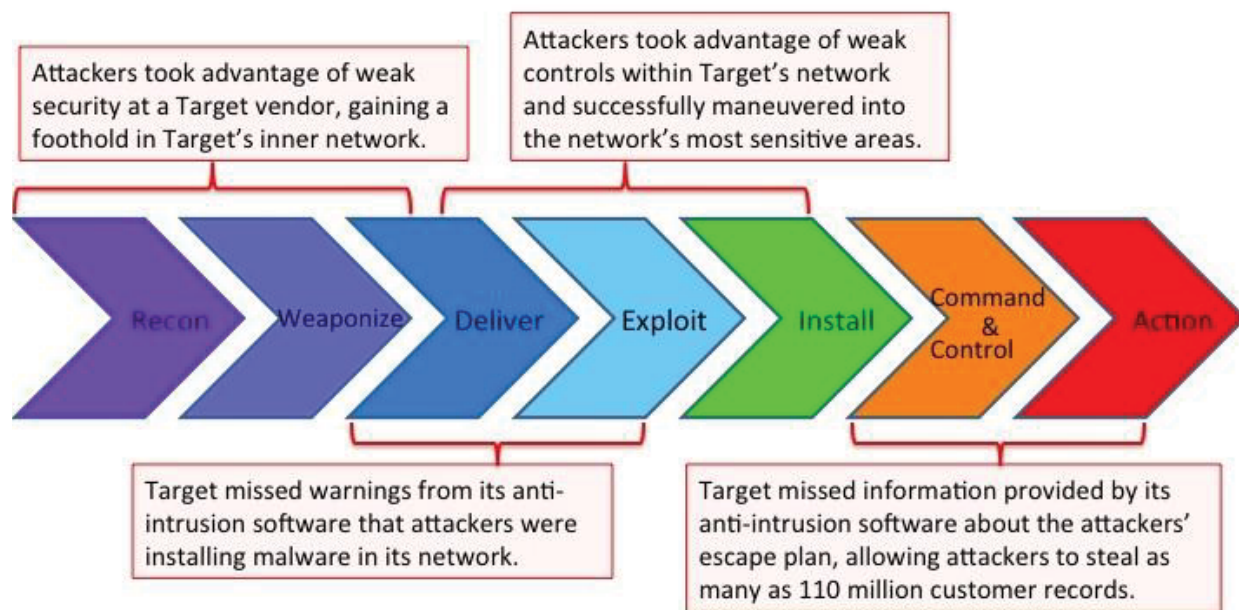 Attackers took advantage of weak
security at a Target vendor, gaining a
foothold in Target's inner network.
Attackers took advantage of weak
controls within Target's network
and successfully maneuvered into
the network's most sensitive areas.
Recon
Weaponize
Deliver
Exploit
Install
Command
&
Control
Action
Target missed warnings from its anti-
intrusion software that attackers were
installing malware in its network.
Target missed information provided by its
anti-intrusion software about the attackers'
escape plan, allowing attackers to steal as
many as 110 million customer records.